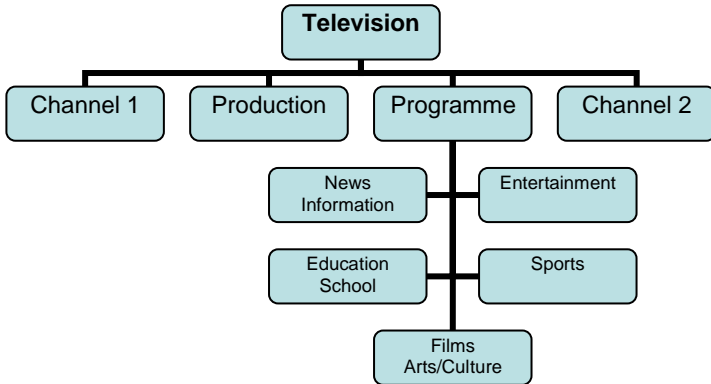 Television
Channel 1
Production
Programme
Channel 2
News
Information
Entertainment
Education
School
Sports
Films
Arts/Culture